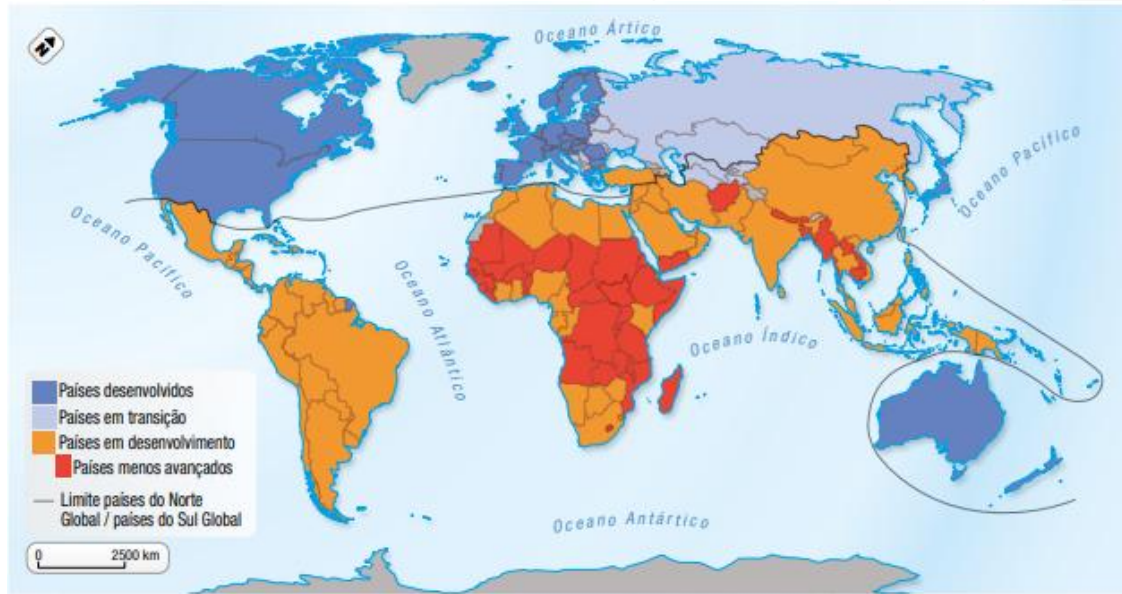 N
Oceano Ártico
Oceano Pacífico
Oceano Pacífico
Oceano Atlântico
Oceano Índico
Oceano Antártico
Países desenvolvidos
Países em transição
Países em desenvolvimento
Países menos avançados
Limite países do Norte
Global / países do Sul Global
0 2500 km